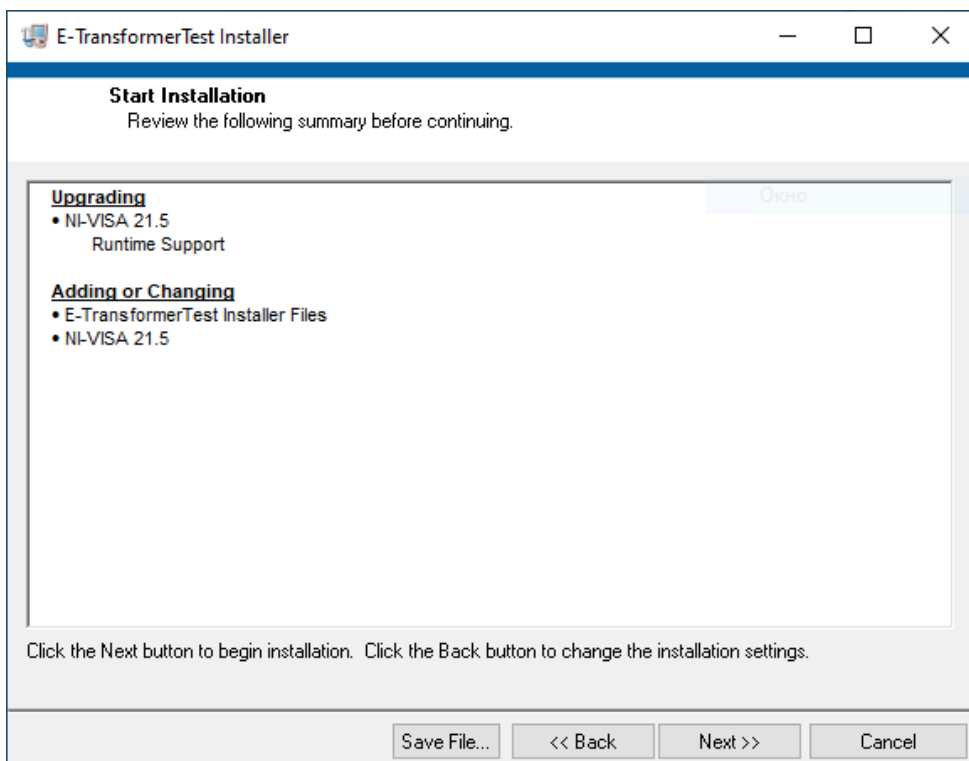 E-TransformerTest Installer
Start Installation
Review the following summary before continuing.
Окно
Upgrading
• NI-VISA 21.5
Runtime Support
Adding or Changing
• E-TransformerTest Installer Files
• NI-VISA 21.5
Click the Next button to begin installation. Click the Back button to change the installation settings.
Save File...
<< Back
Next >>
Cancel